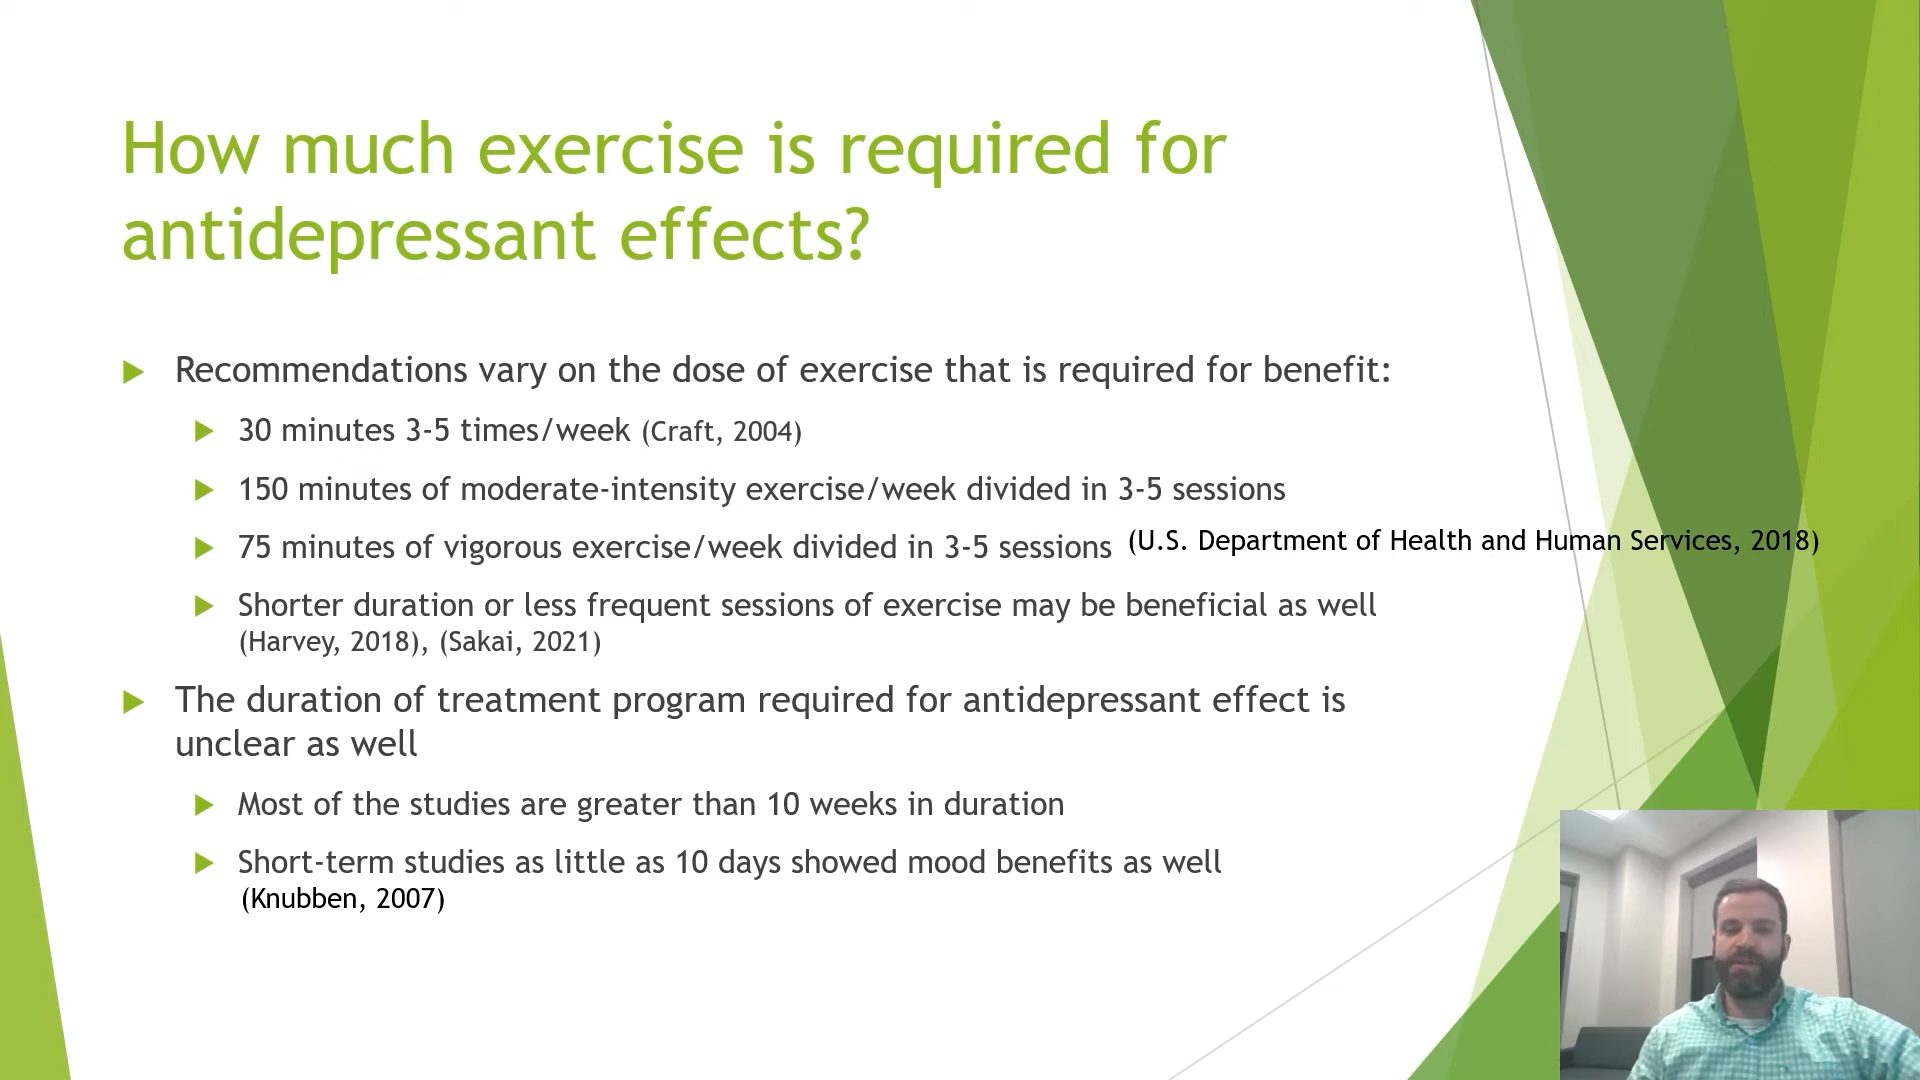 How much exercise is required for
antidepressant effects?
Recommendations vary on the dose of exercise that is required for benefit:
30 minutes 3-5 times/week (Craft, 2004)
150 minutes of moderate-intensity exercise/week divided in 3-5 sessions
75 minutes of vigorous exercise/week divided in 3-5 sessions (U.S. Department of Health and Human Services, 2018)
Shorter duration or less frequent sessions of exercise may be beneficial as well
(Harvey, 2018), (Sakai, 2021)
The duration of treatment program required for antidepressant effect is
unclear as well
Most of the studies are greater than 10 weeks in duration
Short-term studies as little as 10 days showed mood benefits as well
(Knubben, 2007)